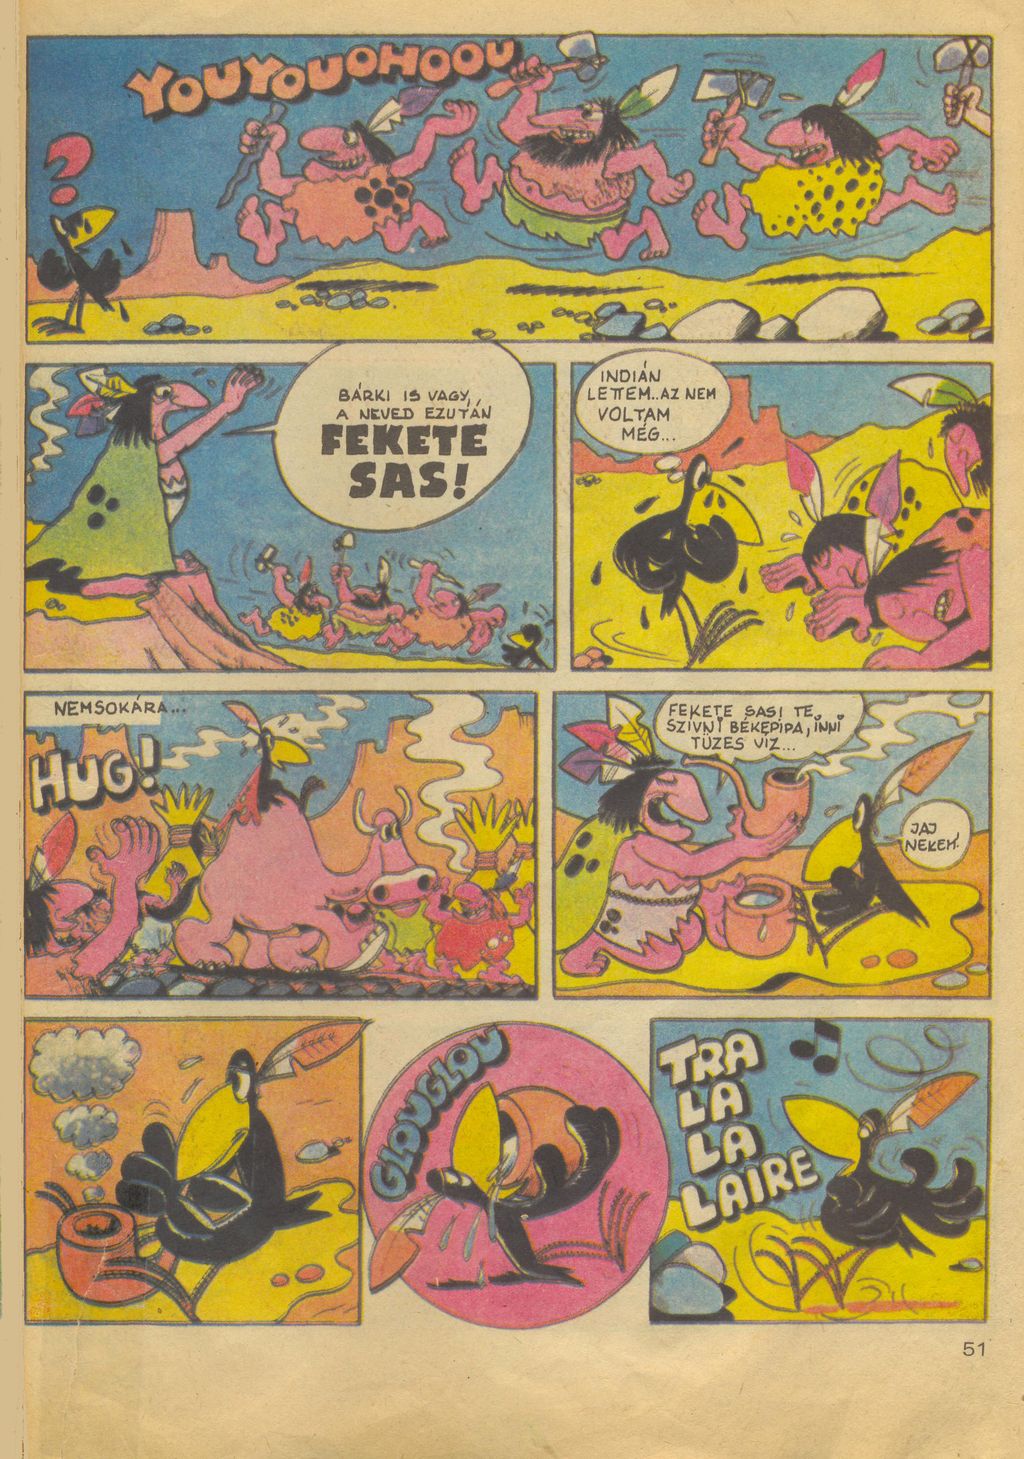 YOUYOUOHOOU
?
BÁRKI IS VAGY,
A NEVED EZUTÁN
FEKETE
SAS!
INDIÁN
LETTEM..AZ NEM
VOLTAM
MÉG...
NEMSOKÁRA...
HUG!
FEKETE SAS! TE,
SZIVNI BÉKEPIPA, INNI
TÜZES VIZ...
JAJ
NEKEM.
GLOUGLOU
TRA
LA
LA
LAIRE
51